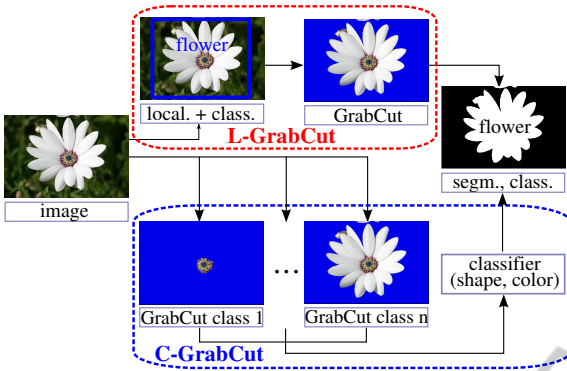 flower
local. + class.
GrabCut
L-GrabCut
image
flower
segm., class.
GrabCut class 1
...
GrabCut class n
classifier
(shape, color)
C-GrabCut